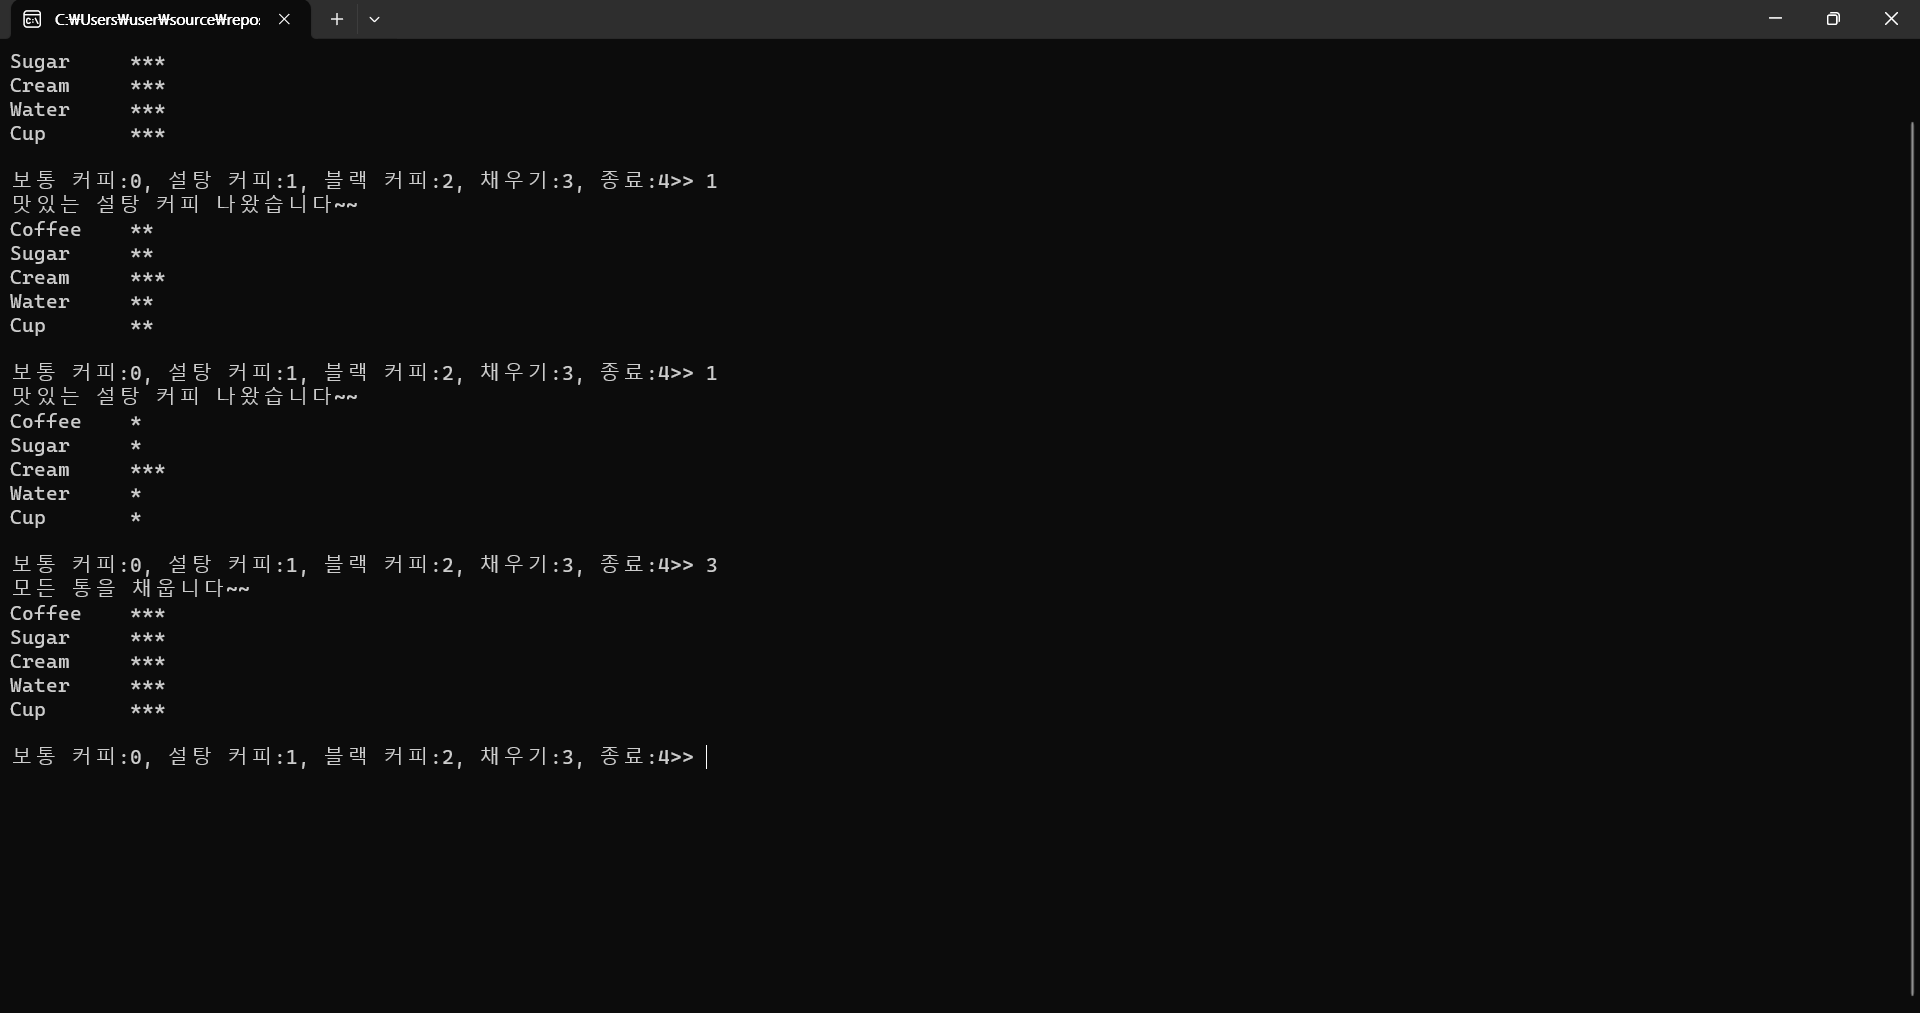 C:₩Users₩user₩source₩repo
Sugar ***
Cream ***
Water ***
Cup ***
보통 커피:0, 설탕 커피:1, 블랙 커피:2, 채우기:3, 종료:4>> 1
맛있는 설탕 커피 나왔습니다~~
Coffee **
Sugar **
Cream ***
Water **
Cup **
보통 커피:0, 설탕 커피:1, 블랙 커피:2, 채우기:3, 종료:4>> 1
맛있는 설탕 커피 나왔습니다~~
Coffee *
Sugar *
Cream ***
Water *
Cup *
보통 커피:0, 설탕 커피:1, 블랙 커피:2, 채우기:3, 종료:4>> 3
모든 통을 채웁니다~~
Coffee ***
Sugar ***
Cream ***
Water ***
Cup ***
보통 커피:0, 설탕 커피:1, 블랙 커피:2, 채우기:3, 종료:4>>